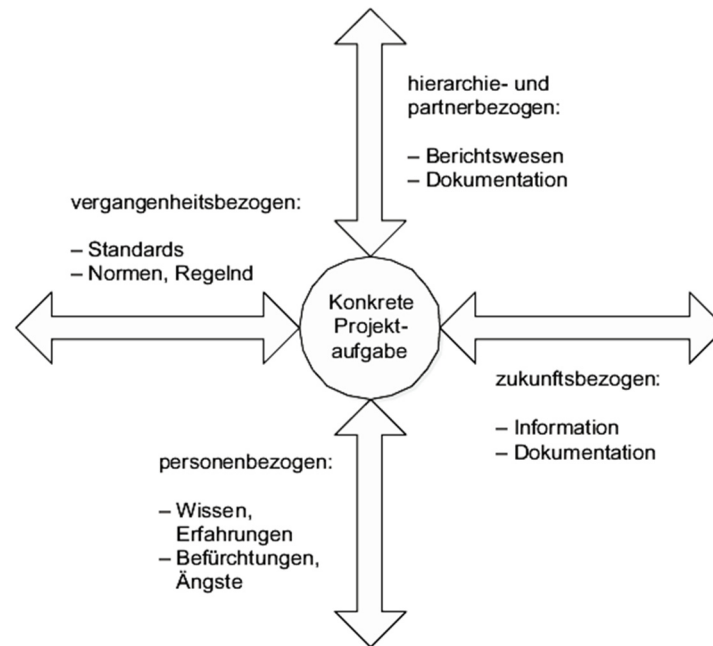 hierarchie- und
partnerbezogen:
– Berichtswesen
– Dokumentation
vergangenheitsbezogen:
– Standards
– Normen, Regelnd
Konkrete
Projekt-
aufgabe
zukunftsbezogen:
– Information
– Dokumentation
personenbezogen:
– Wissen,
Erfahrungen
– Befürchtungen,
Ängste